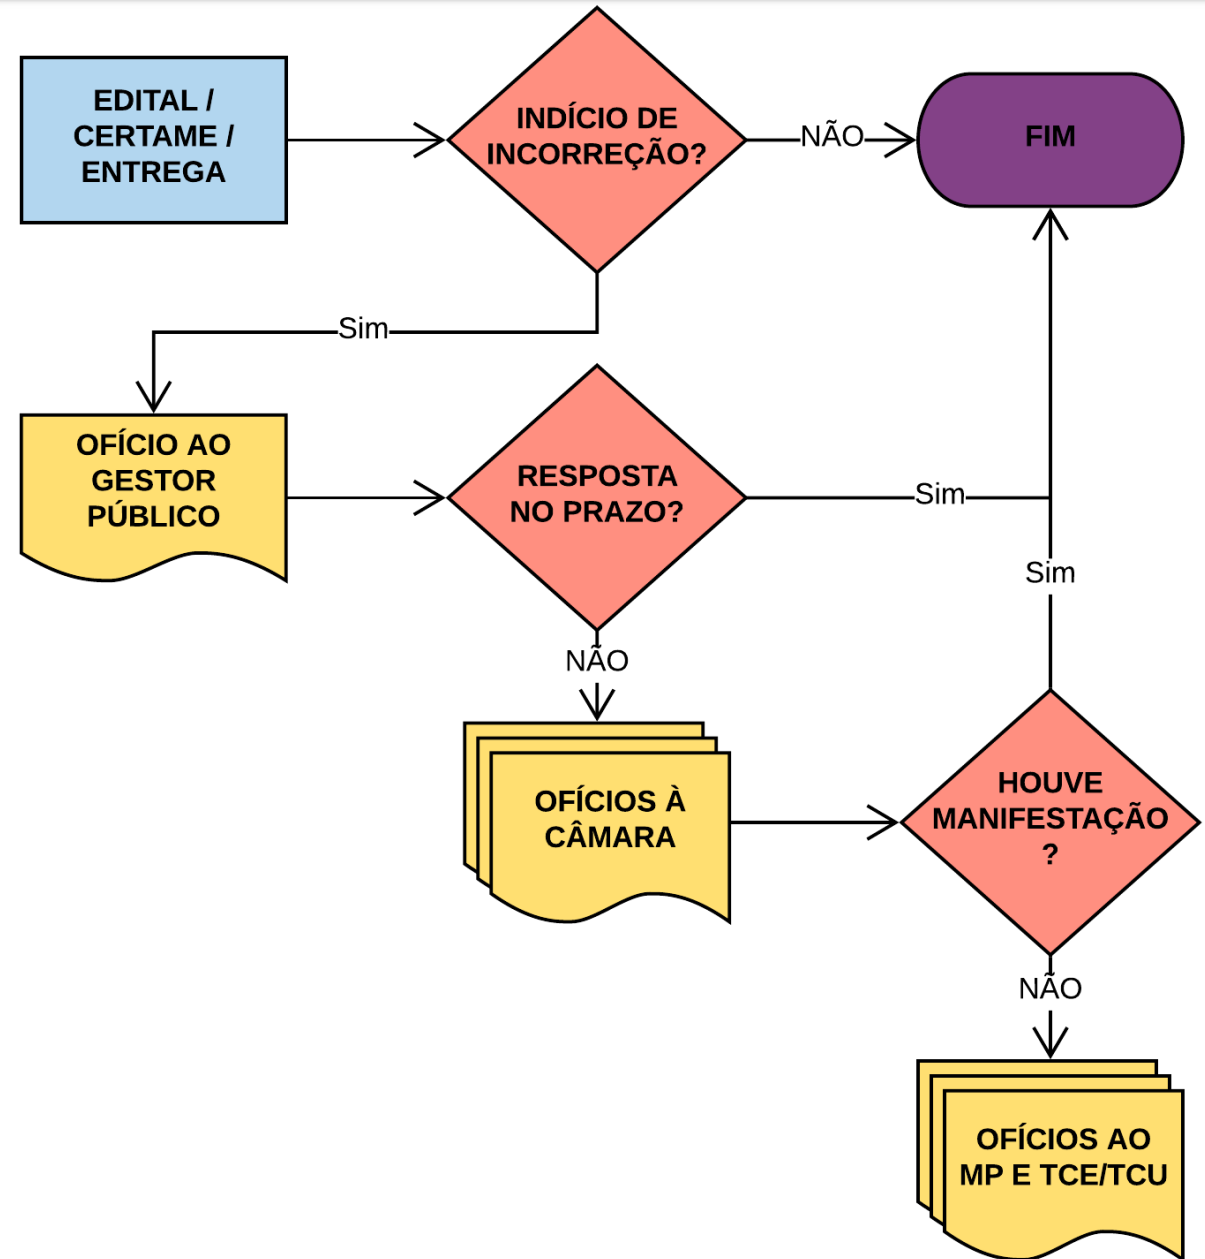 EDITAL /
CERTAME /
ENTREGA
INDÍCIO DE
INCORREÇÃO?
NÃO
FIM
Sim
OFÍCIO AO
GESTOR
PÚBLICO
RESPOSTA
NO PRAZO?
Sim
Sim
NÃO
OFÍCIOS À
CÂMARA
HOUVE
MANIFESTAÇÃO
?
NÃO
OFÍCIOS AO
MP E TCE/TCU